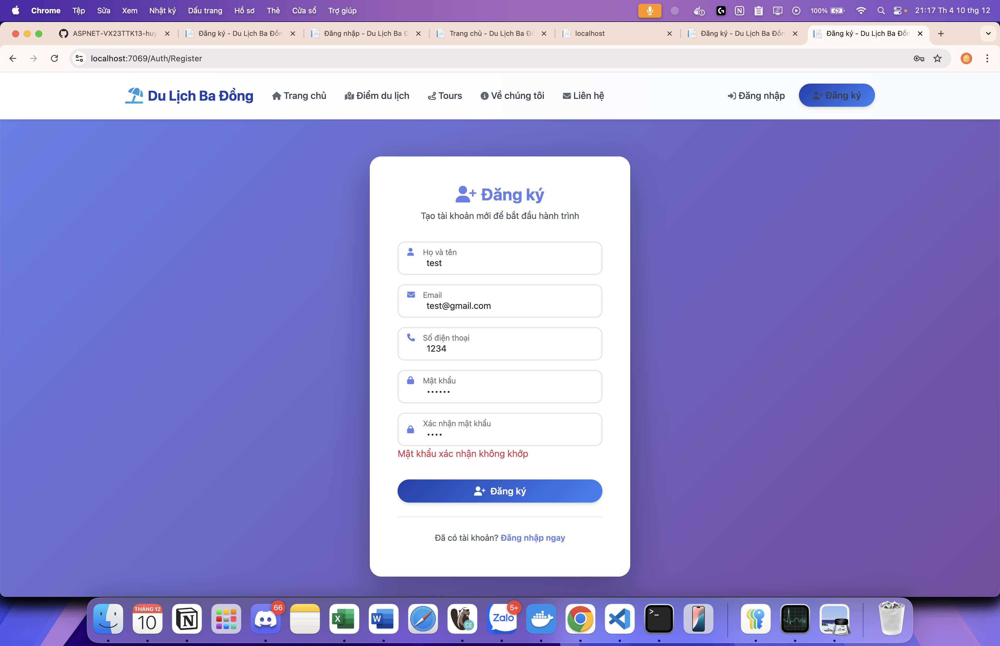 Chrome Tệp Sửa Xem Nhật ký Dấu trang Hồ sơ Thẻ Cửa sổ Trợ giúp 100% 21:17 Th 4 10 thg 12
ASPNET-VX23TTK13-huy Đăng ký - Du Lịch Ba Đồn Đăng nhập - Du Lịch Ba Đ Trang chủ - Du Lịch Ba Đồ localhost Đăng ký - Du Lịch Ba Đồn Đăng ký - Du Lịch Ba Đồn
localhost:7069/Auth/Register
Du Lịch Ba Đồng Trang chủ Điểm du lịch Tours Về chúng tôi Liên hệ Đăng nhập Đăng ký
Đăng ký
Tạo tài khoản mới để bắt đầu hành trình
Họ và tên
test
Email
test@gmail.com
Số điện thoại
1234
Mật khẩu
••••••
Xác nhận mật khẩu
••••
Mật khẩu xác nhận không khớp
Đăng ký
Đã có tài khoản? Đăng nhập ngay
THÁNG 12
10
66
X
W
CE
Zalo
5+
>_